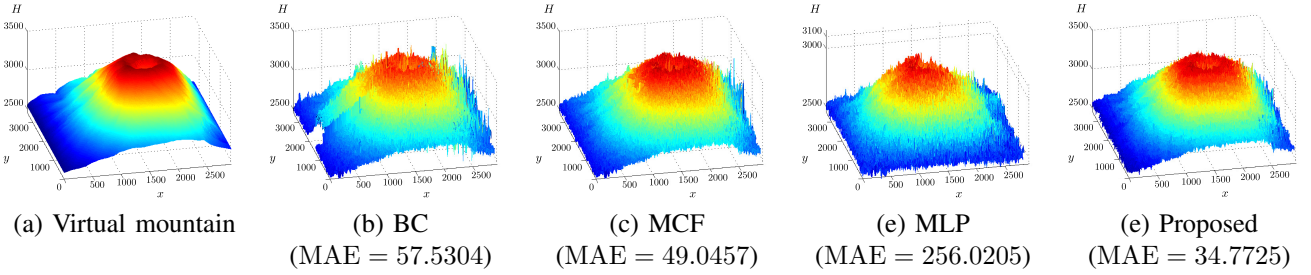 H
3500
3000
2500
3000
2000
1000
0
y
500
1000
1500
2000
2500
x
H
3500
3000
2500
3000
2000
1000
0
y
500
1000
1500
2000
2500
x
H
3500
3000
2500
3000
2000
1000
0
y
500
1000
1500
2000
2500
x
H
3100
3000
2500
3000
2000
1000
0
y
500
1000
1500
2000
2500
x
H
3500
3000
2500
3000
2000
1000
0
y
500
1000
1500
2000
2500
x
(a) Virtual mountain
(b) BC
(MAE = 57.5304)
(c) MCF
(MAE = 49.0457)
(e) MLP
(MAE = 256.0205)
(e) Proposed
(MAE = 34.7725)